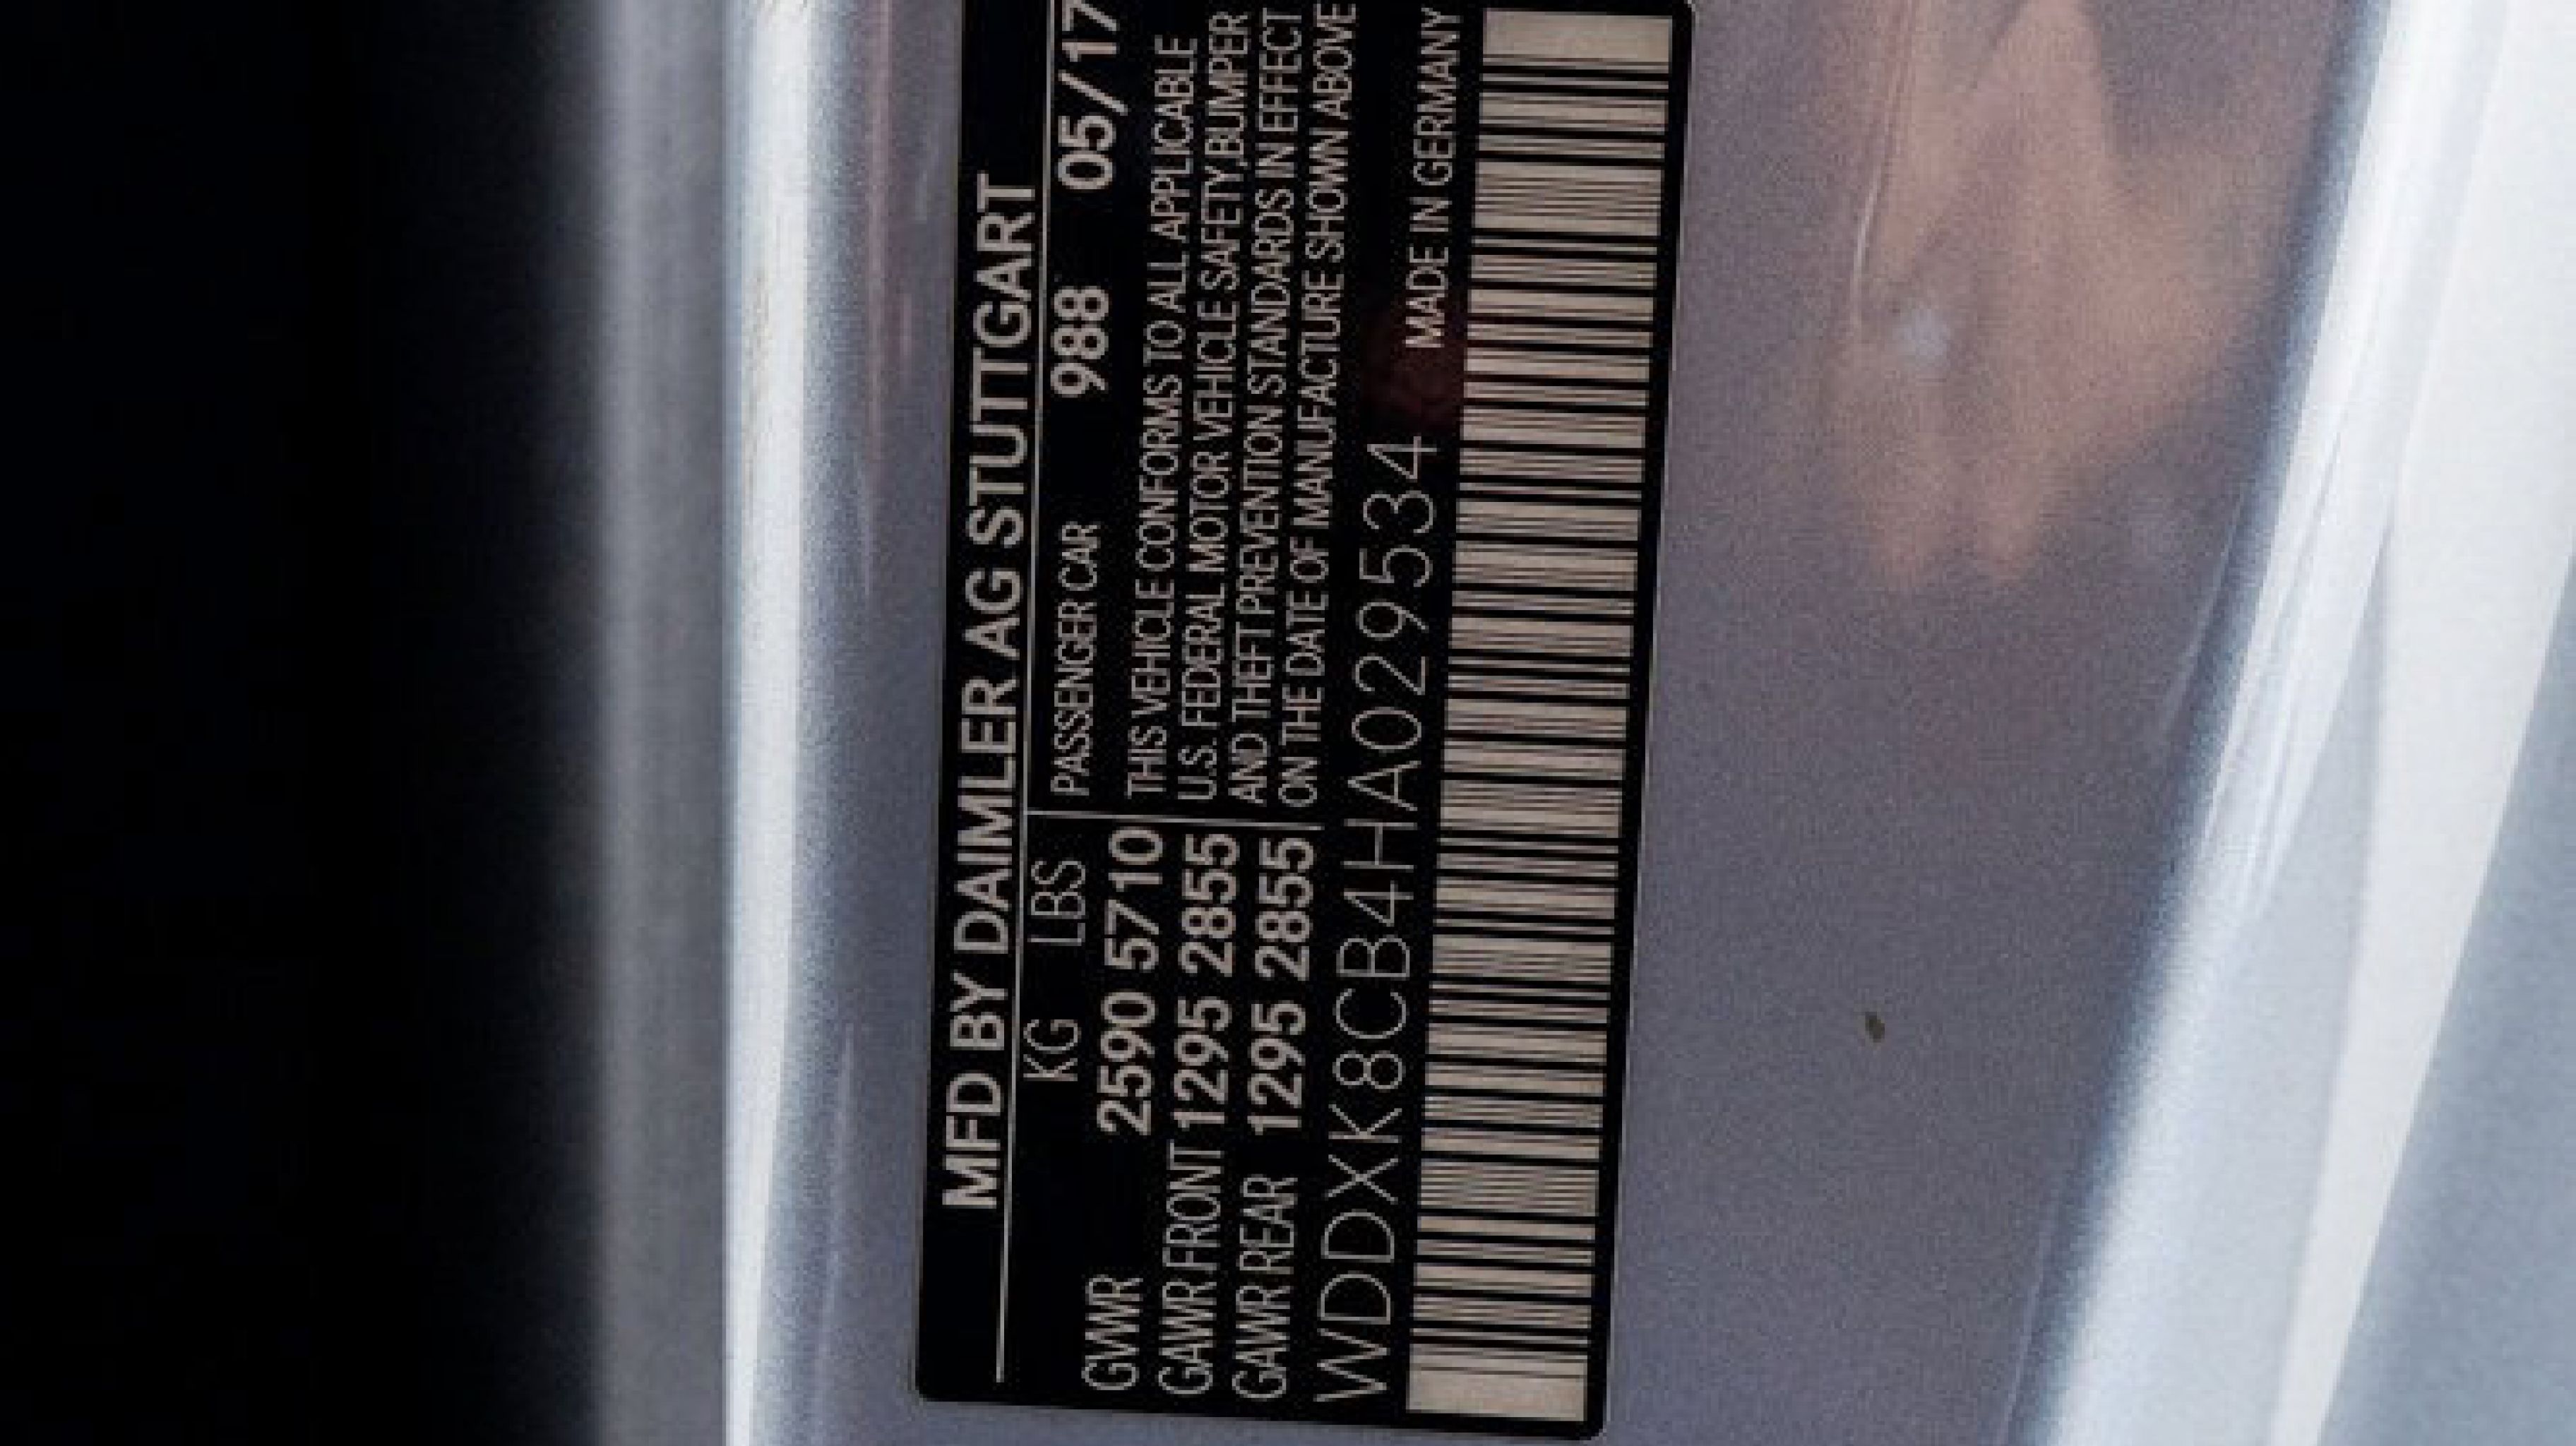 MFD BY DAIMLER AG STUTTGART
KG LBS
GWWR 2590 5710
GAWR FRONT 1295 2855
GAWR REAR 1295 2855
PASSENGER CAR 988 05/17
THIS VEHICLE CONFORMS TO ALL APPLICABLE
U.S. FEDERAL MOTOR VEHICLE SAFETY,BUMPER
AND THEFT PREVENTION STANDARDS IN EFFECT
ON THE DATE OF MANUFACTURE SHOWN ABOVE
WDDXK8CB4HA029534
MADE IN GERMANY